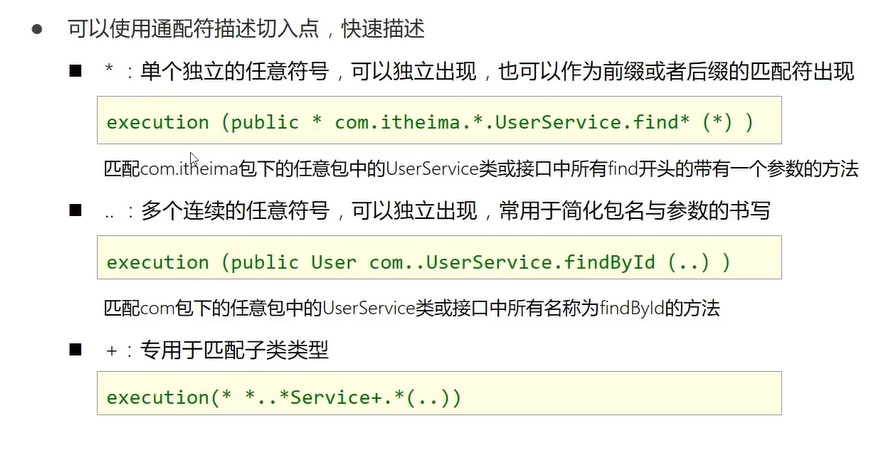 可以使用通配符描述切入点，快速描述
* ：单个独立的任意符号，可以独立出现，也可以作为前缀或者后缀的匹配符出现
execution (public * com.itheima.*.UserService.find* (*) )
匹配com.itheima包下的任意包中的UserService类或接口中所有find开头的带有一个参数的方法
.. ：多个连续的任意符号，可以独立出现，常用于简化包名与参数的书写
execution (public User com..UserService.findById (..) )
匹配com包下的任意包中的UserService类或接口中所有名称为findById的方法
+ ：专用于匹配子类类型
execution(* *..*Service+.*(..))